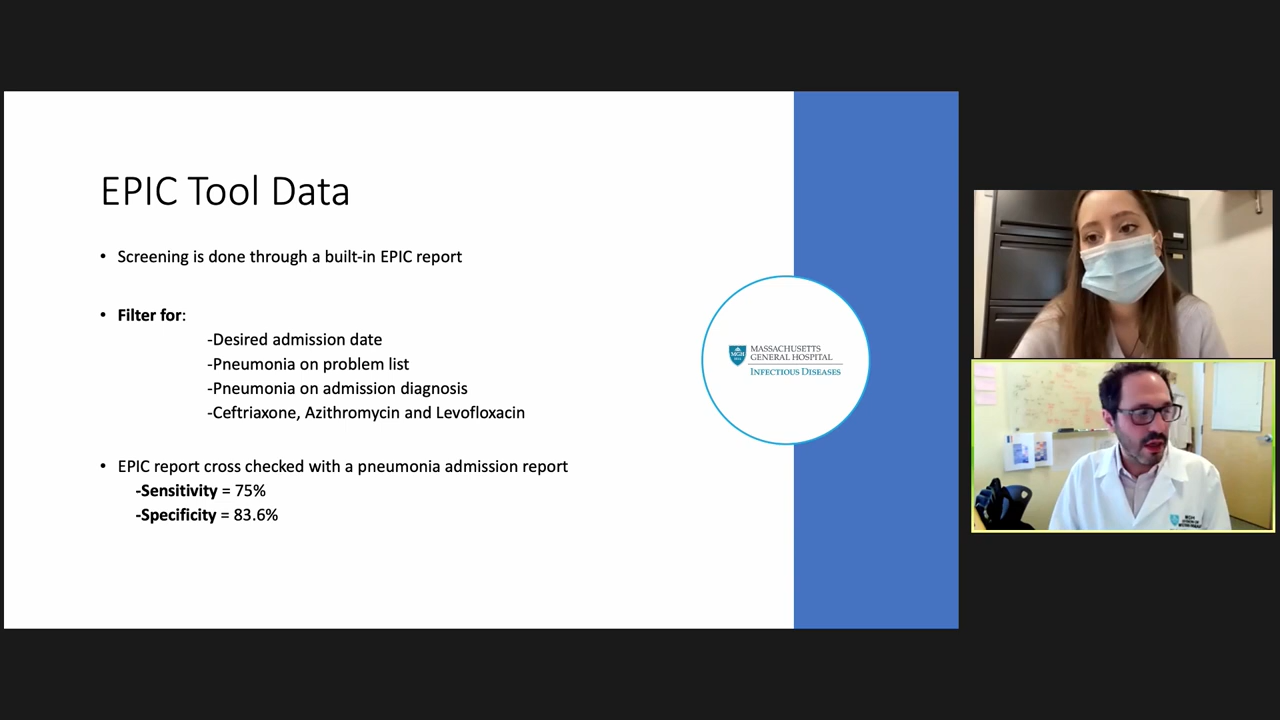 EPIC Tool Data
• Screening is done through a built-in EPIC report
• Filter for:
-Desired admission date
-Pneumonia on problem list
-Pneumonia on admission diagnosis
-Ceftriaxone, Azithromycin and Levofloxacin
• EPIC report cross checked with a pneumonia admission report
-Sensitivity = 75%
-Specificity = 83.6%
MGH
MASSACHUSETTS
GENERAL HOSPITAL
INFECTIOUS DISEASES